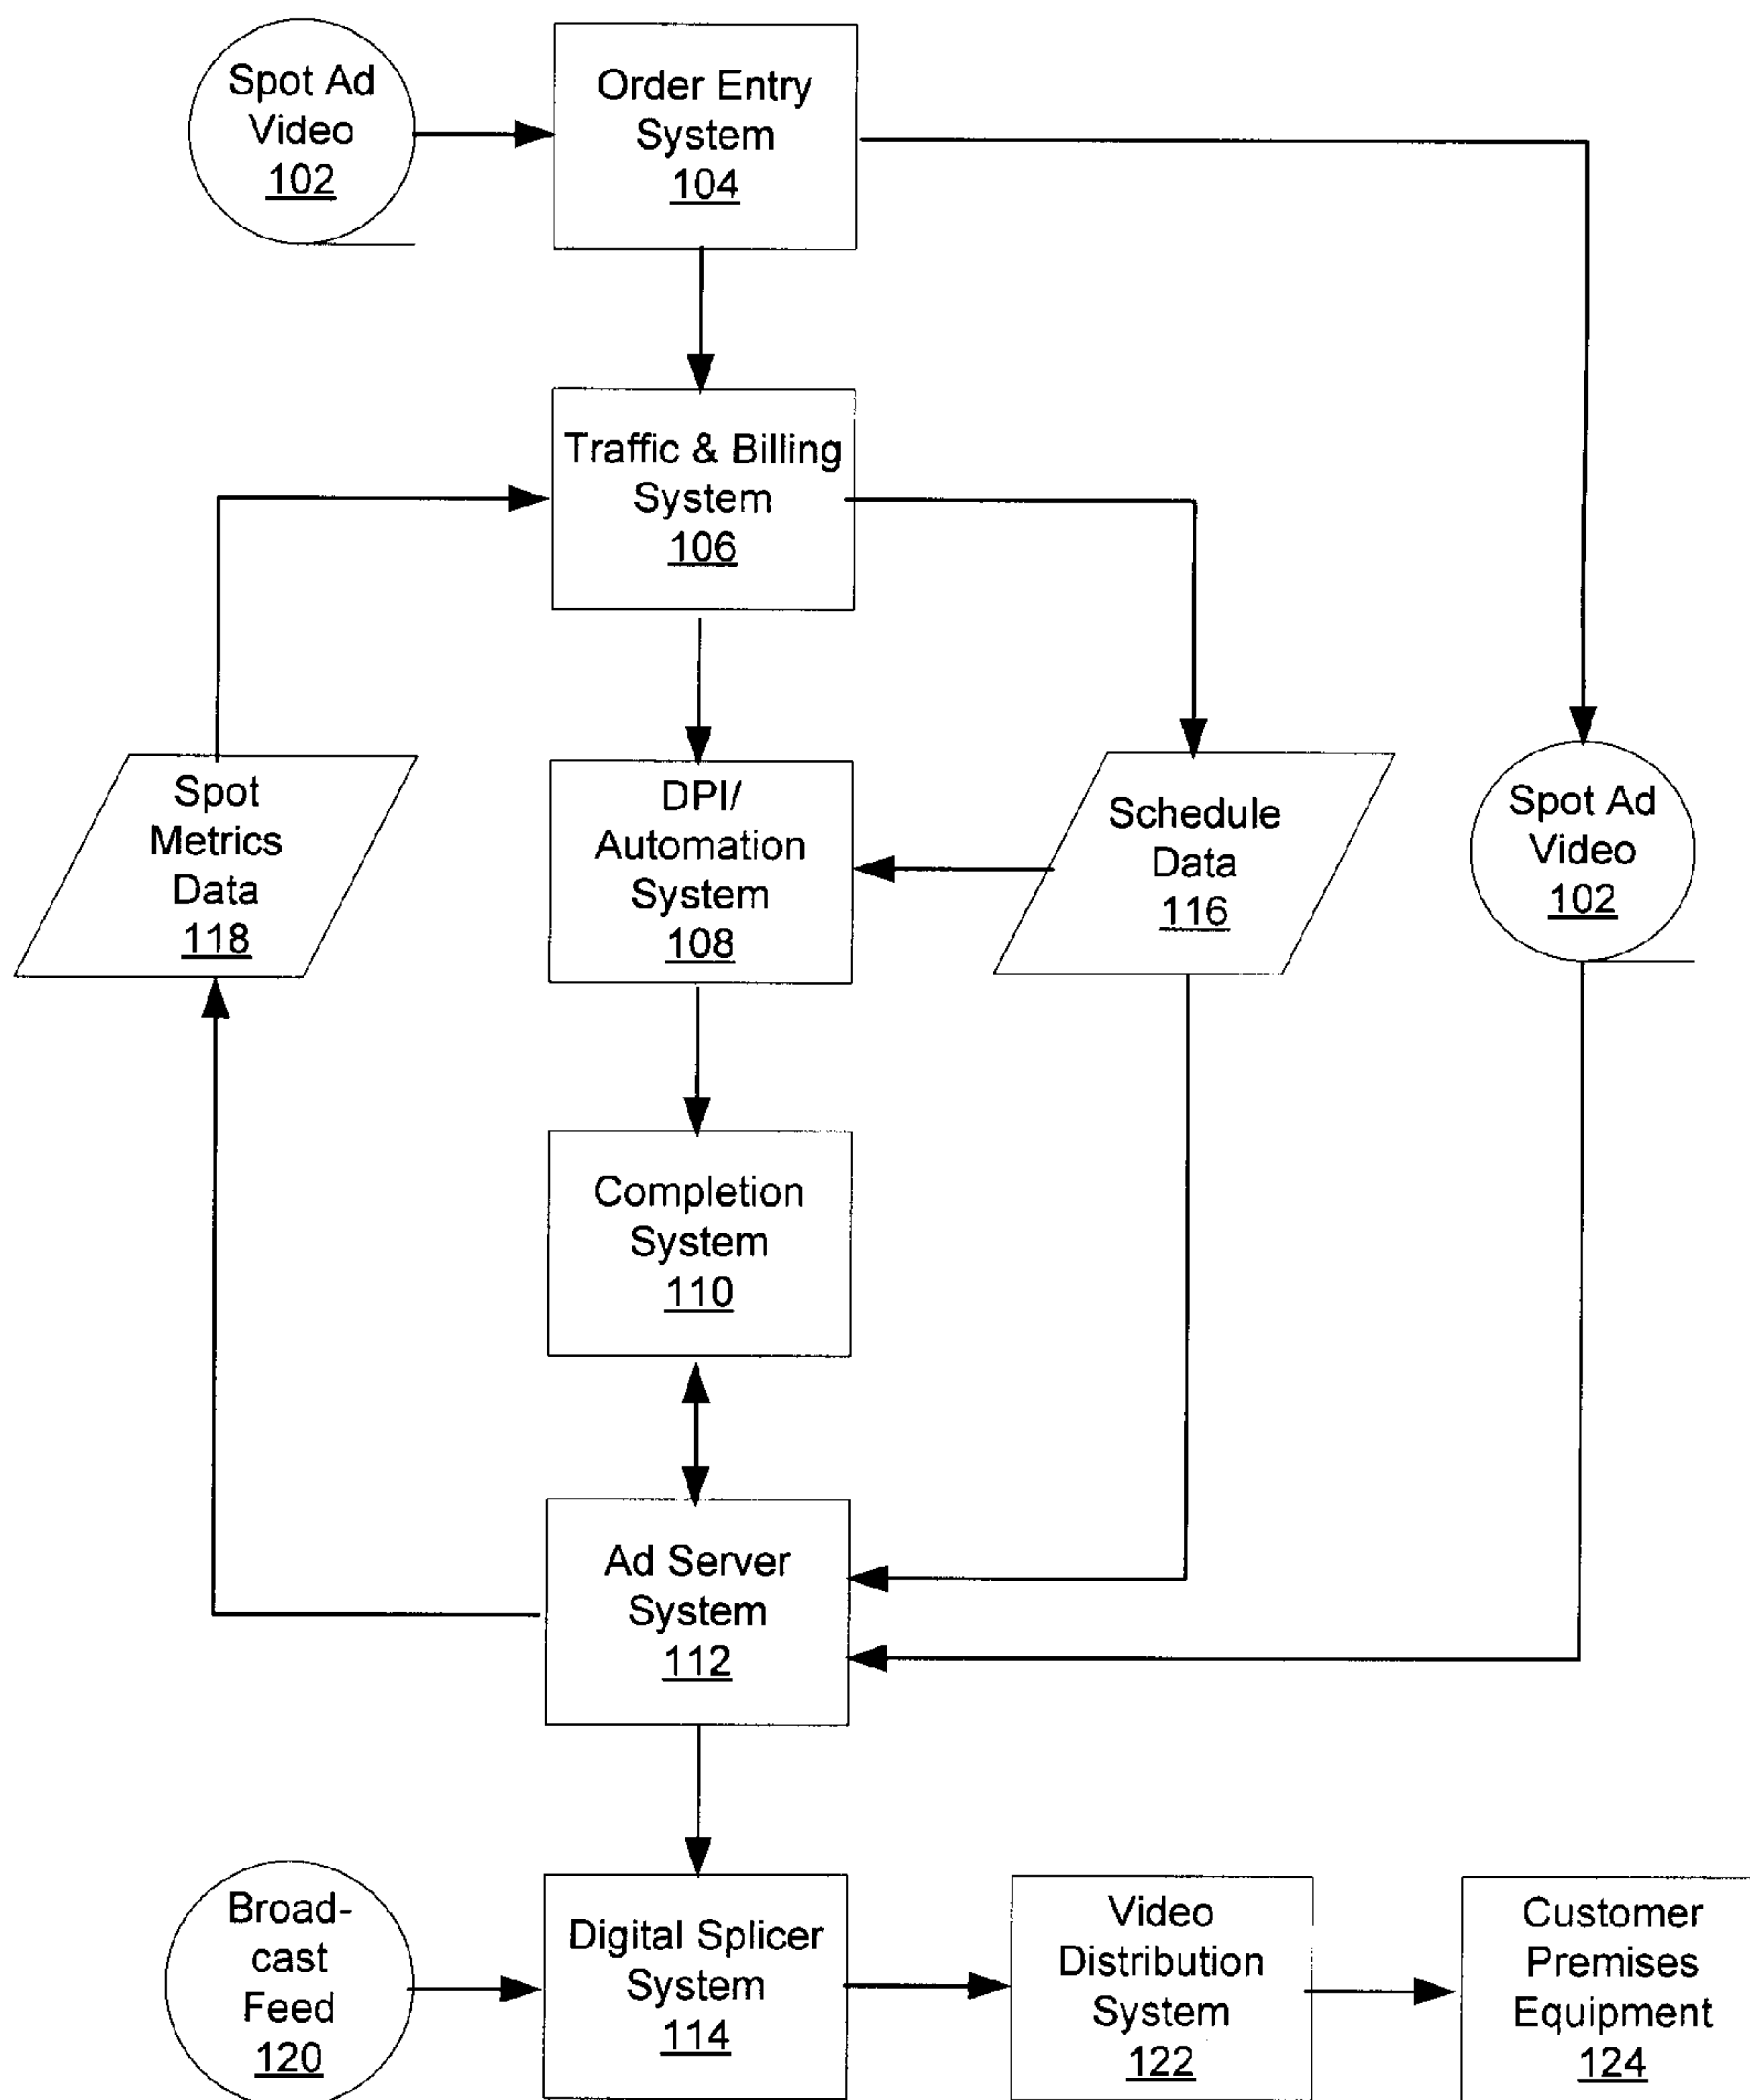 Spot Ad
Video
102
Order Entry
System
104
Traffic & Billing
System
106
Spot
Metrics
Data
118
DPI/
Automation
System
108
Schedule
Data
116
Spot Ad
Video
102
Completion
System
110
Ad Server
System
112
Broad-
cast
Feed
120
Digital Splicer
System
114
Video
Distribution
System
122
Customer
Premises
Equipment
124